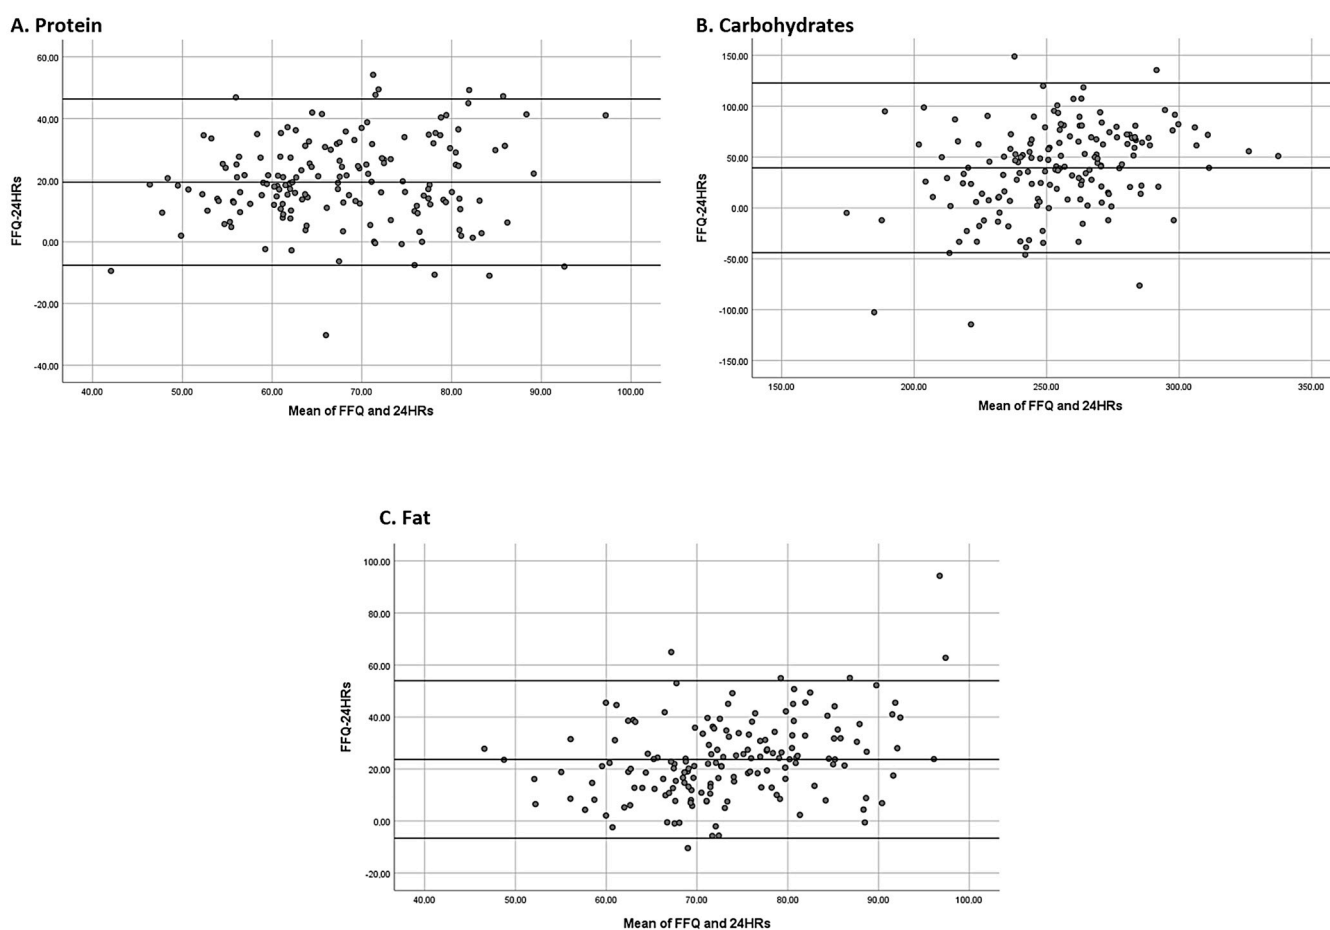 A. Protein
60.00
40.00
20.00
0.00
-20.00
-40.00
FFQ-24HRs
40.00 50.00 60.00 70.00 80.00 90.00 100.00
Mean of FFQ and 24HRs
B. Carbohydrates
150.00
100.00
50.00
0.00
-50.00
-100.00
-150.00
FFQ-24HRs
150.00 200.00 250.00 300.00 350.00
Mean of FFQ and 24HRs
C. Fat
100.00
80.00
60.00
40.00
20.00
0.00
-20.00
FFQ-24HRs
40.00 50.00 60.00 70.00 80.00 90.00 100.00
Mean of FFQ and 24HRs